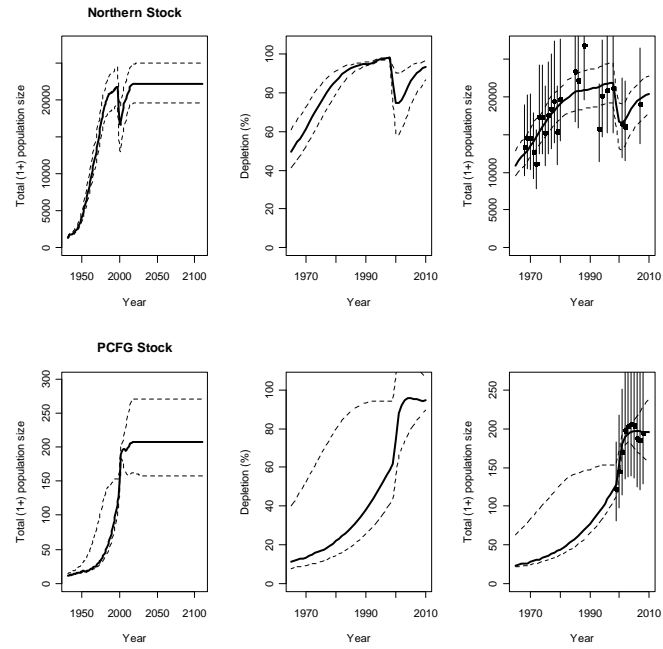 Northern Stock
Total (1+) population size
0 5000 10000 20000
1950 2000 2050 2100
Year
Depletion (%)
0 20 40 60 80 100
1970 1990 2010
Year
Total (1+) population size
0 5000 10000 20000
1970 1980 1990 2000 2010
Year
PCFG Stock
Total (1+) population size
0 50 100 150 200 250 300
1950 2000 2050 2100
Year
Depletion (%)
0 20 40 60 80 100
1970 1990 2010
Year
Total (1+) population size
0 50 100 150 200 250
1970 1980 1990 2000 2010
Year